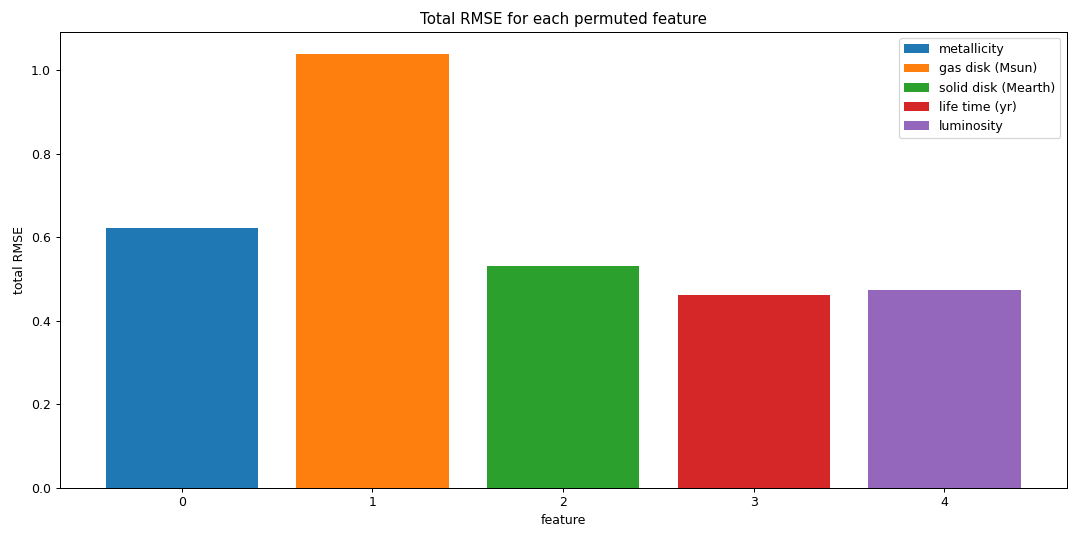 Total RMSE for each permuted feature
metallicity
gas disk (Msun)
solid disk (Mearth)
life time (yr)
luminosity
total RMSE
1.0
0.8
0.6
0.4
0.2
0.0
0 1 2 3 4
feature